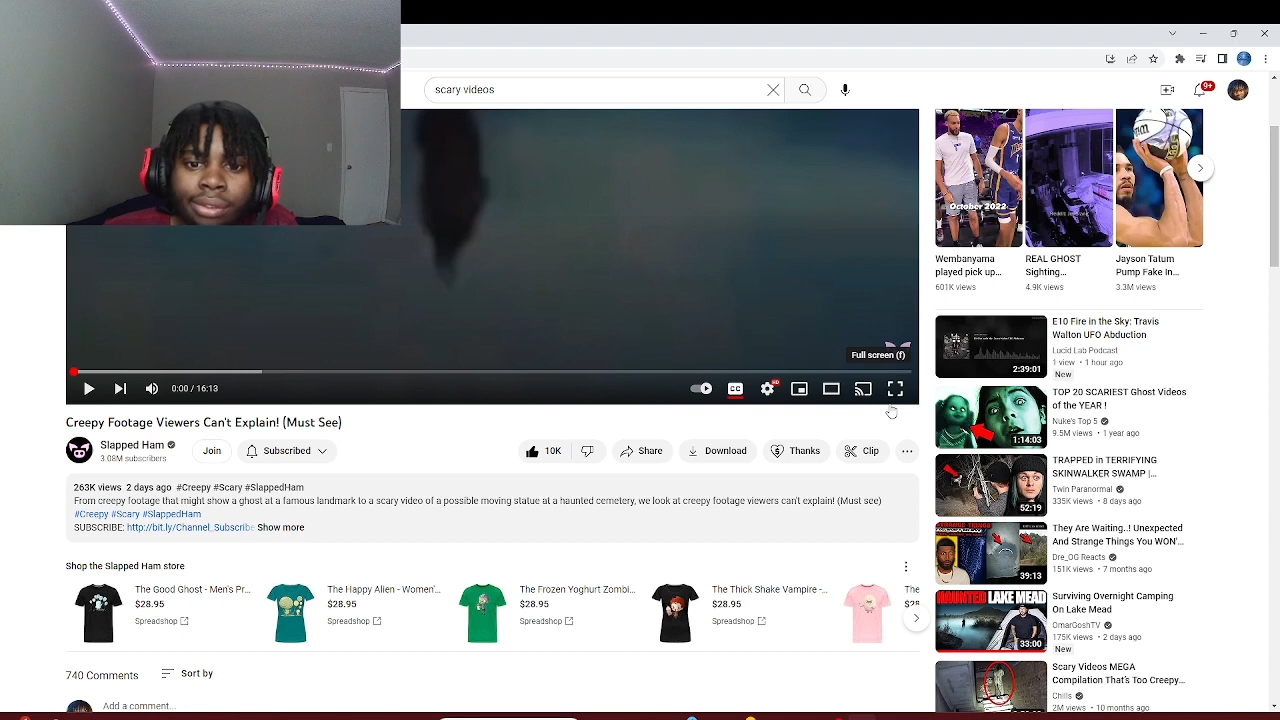 scary videos
9+
October 2022
Wembanyama
played pick up...
601K views
REAL GHOST
Sighting...
4.9K views
Jayson Tatum
Pump Fake In...
3.3M views
Full screen (f)
0:00 / 16:13
CC
HD
Creepy Footage Viewers Can't Explain! (Must See)
Slapped Ham
3.08M subscribers
Join
Subscribed
10K
Share
Download
Thanks
Clip
263K views 2 days ago #Creepy #Scary #SlappedHam
From creepy footage that might show a ghost at a famous landmark to a scary video of a possible moving statue at a haunted cemetery, we look at creepy footage viewers can't explain! (Must see)
#Creepy #Scary #SlappedHam
SUBSCRIBE: http://bit.ly/Channel_Subscribe Show more
Shop the Slapped Ham store
The Good Ghost - Men's Pr...
$28.95
Spreadshop
The Happy Alien - Women'...
$28.95
Spreadshop
The Frozen Yoghurt Zombi...
$28.95
Spreadshop
The Thick Shake Vampire -...
$28.95
Spreadshop
The
$28
Spr
740 Comments
Sort by
Add a comment...
E10 Fire in the Sky: Travis
Walton UFO Abduction
Lucid Lab Podcast
1 view • 1 hour ago
New
2:39:01
TOP 20 SCARIEST Ghost Videos
of the YEAR !
Nuke's Top 5
9.5M views • 1 year ago
1:14:03
TRAPPED in TERRIFYING
SKINWALKER SWAMP |...
Twin Paranormal
335K views • 8 days ago
52:19
STRANGE THINGS
They Are Waiting..! Unexpected
And Strange Things You WON'...
Dre_OG Reacts
151K views • 7 months ago
39:13
HAUNTED LAKE MEAD
Surviving Overnight Camping
On Lake Mead
OmarGoshTV
175K views • 2 days ago
New
33:00
Scary Videos MEGA
Compilation That's Too Creepy...
Chills
2M views • 10 months ago